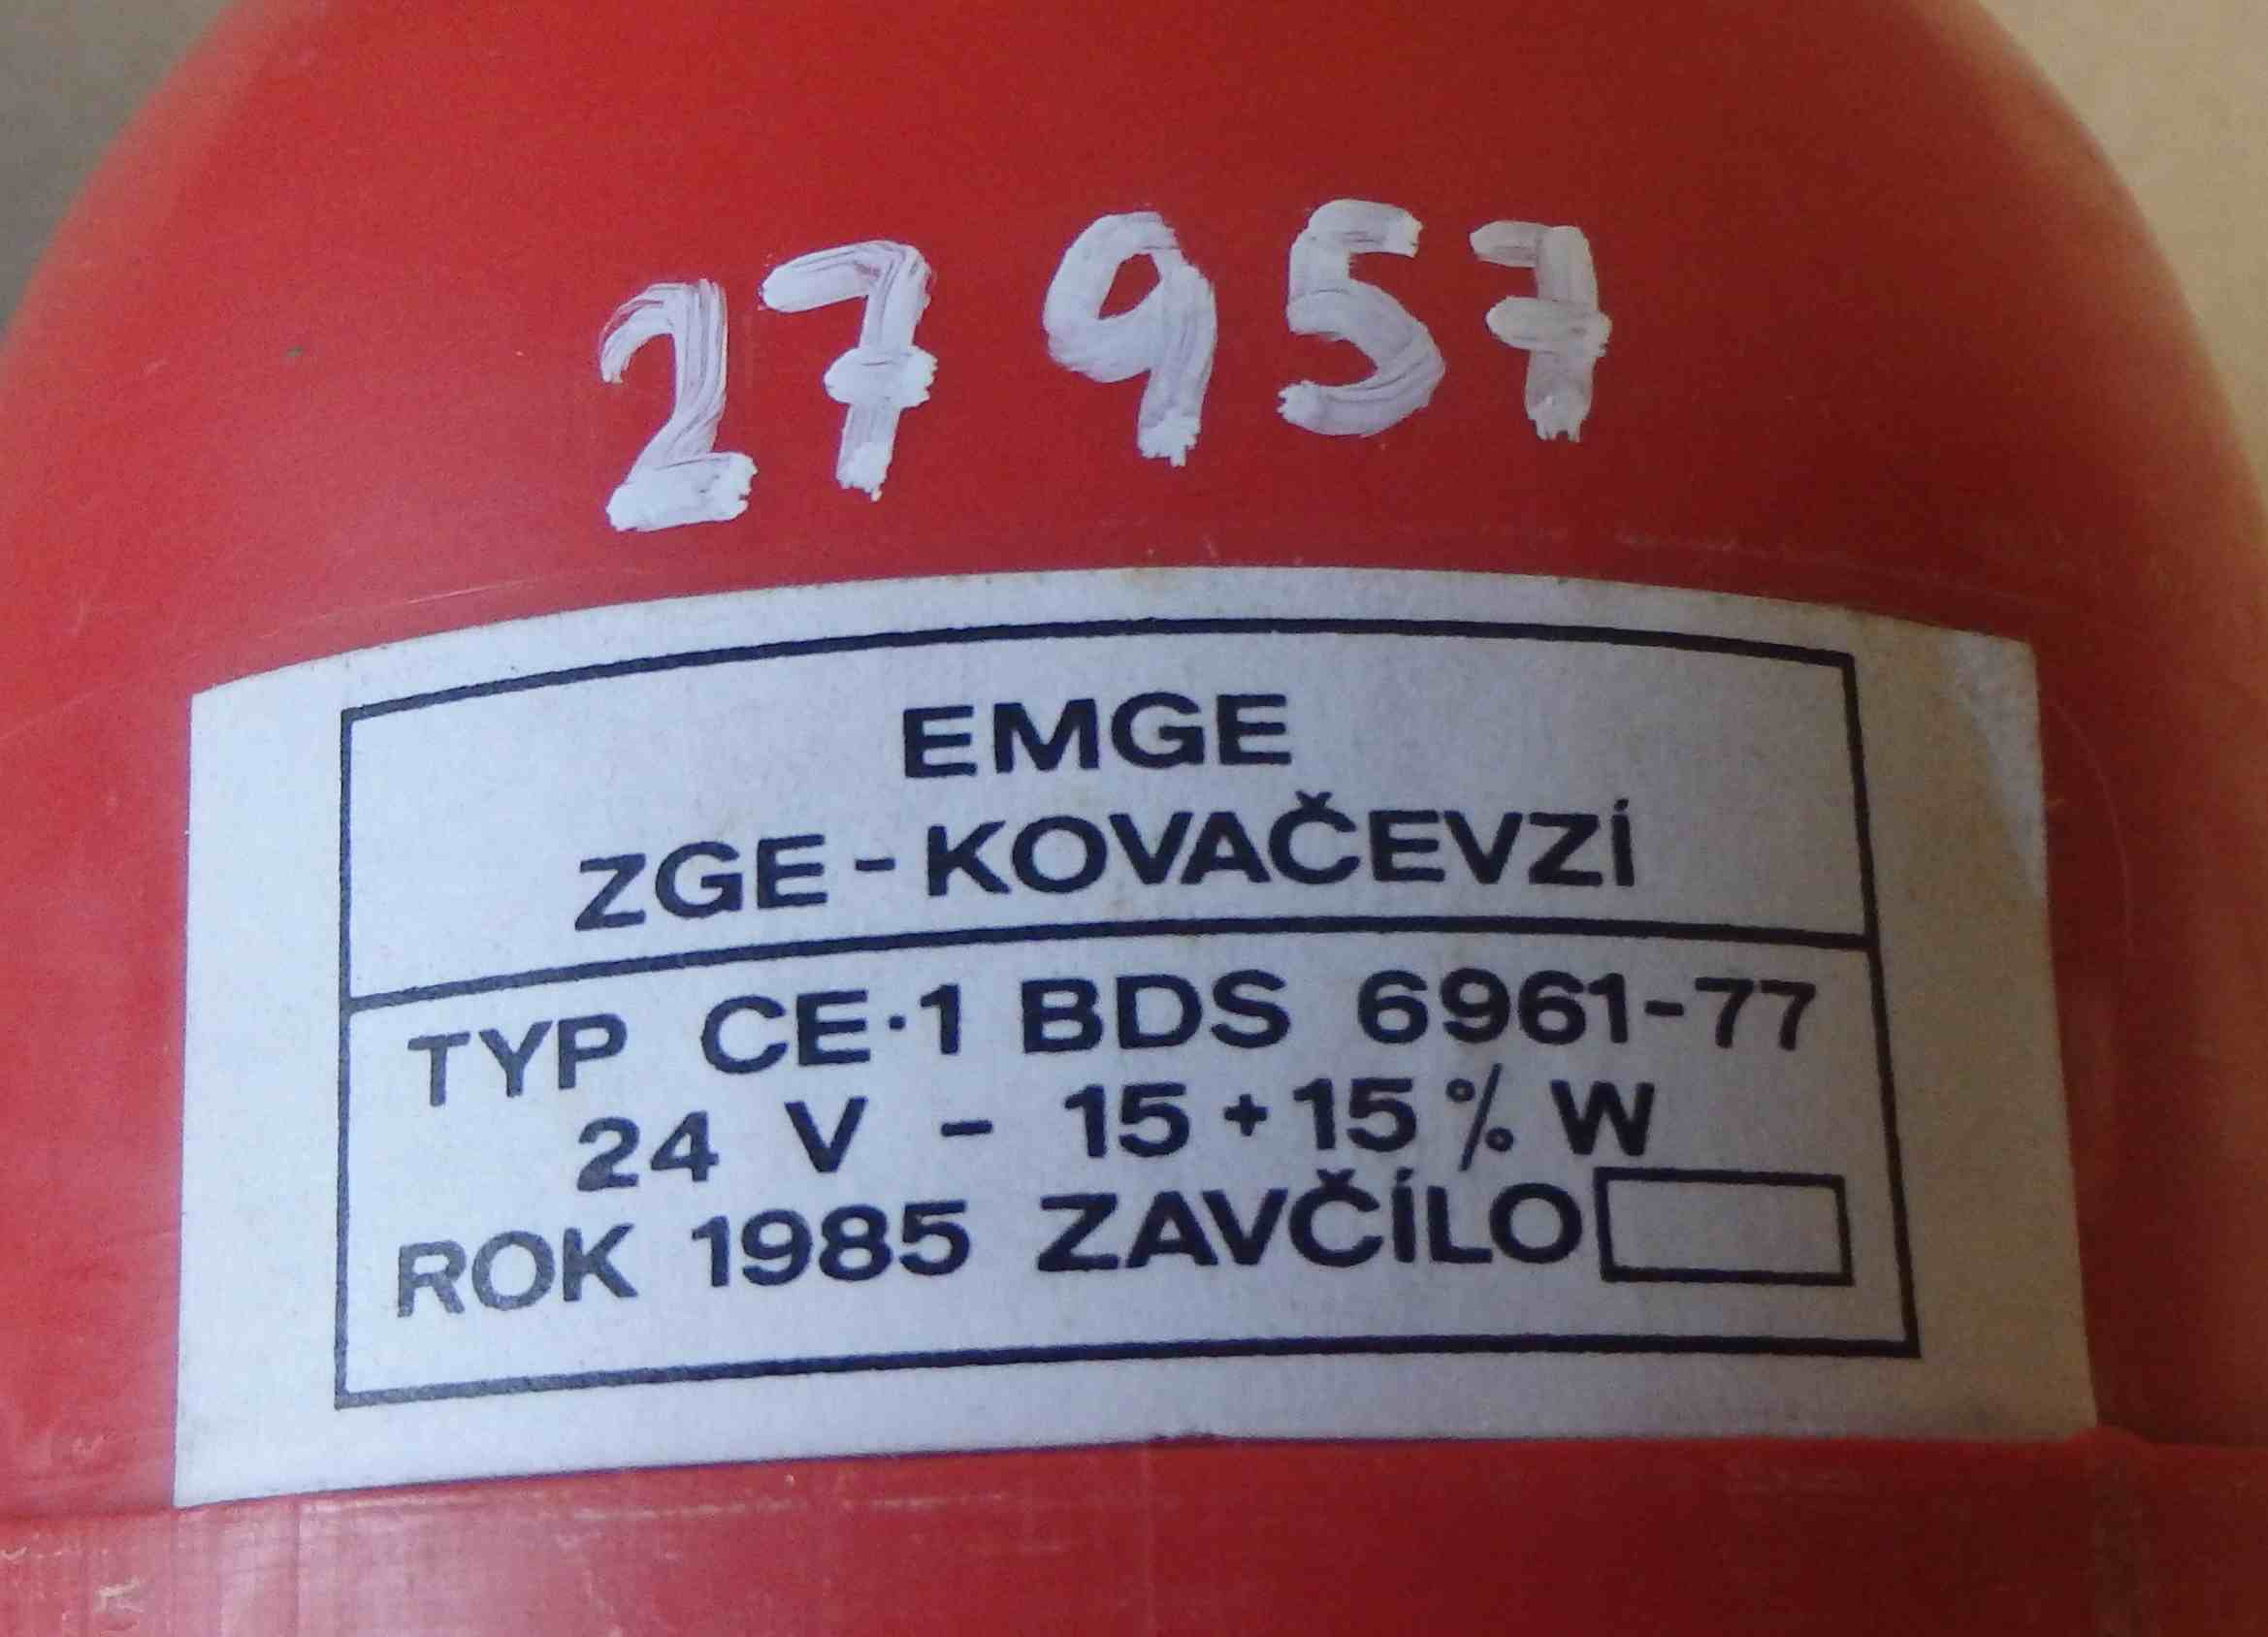 27957
EMGE
ZGE-KOVAČEVZÍ
TYP CE·1 BDS 6961-77
24 V - 15+15% W
ROK 1985 ZAVČÍLO